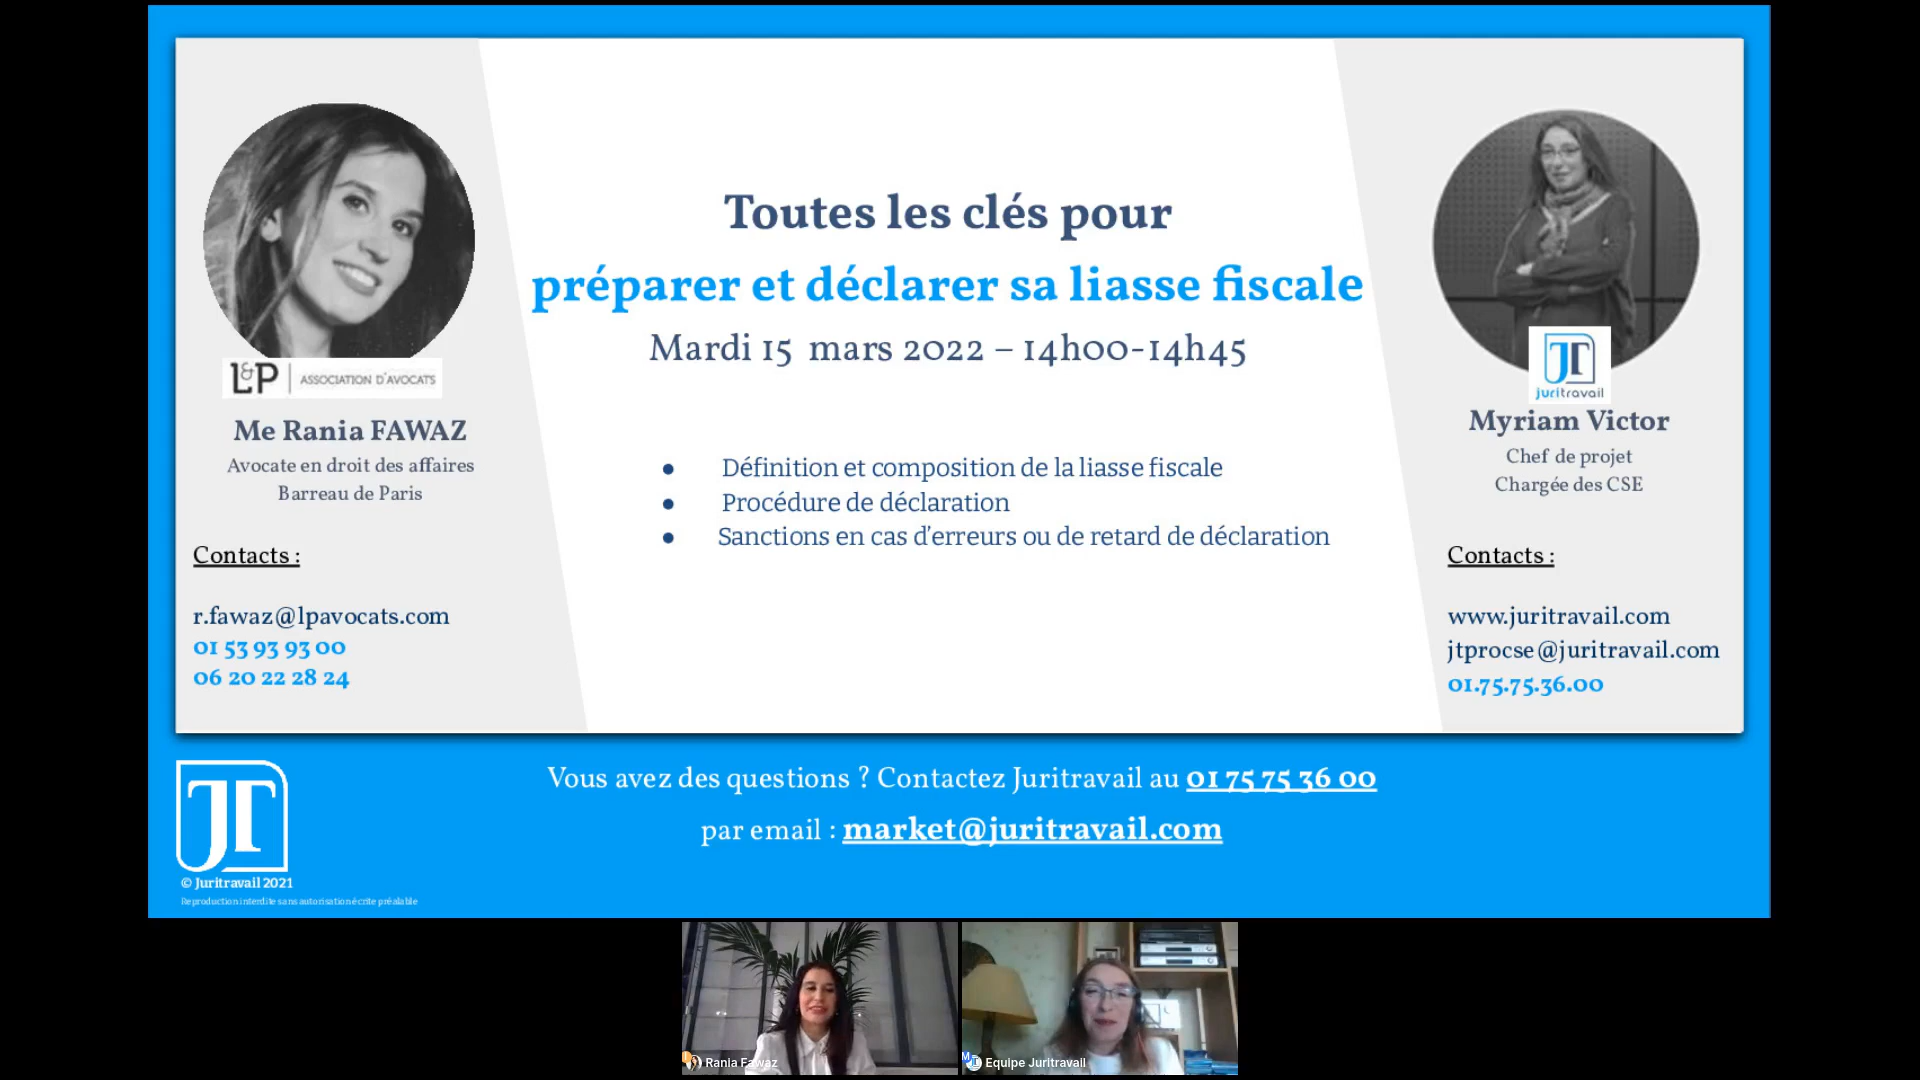 Toutes les clés pour
préparer et déclarer sa liasse fiscale
Mardi 15 mars 2022 – 14h00-14h45
L&P ASSOCIATION D'AVOCATS
Me Rania FAWAZ
Avocate en droit des affaires
Barreau de Paris
Contacts :
r.fawaz@lpavocats.com
01 53 93 93 00
06 20 22 28 24
● Définition et composition de la liasse fiscale
● Procédure de déclaration
● Sanctions en cas d'erreurs ou de retard de déclaration
JT
juritravail
Myriam Victor
Chef de projet
Chargée des CSE
Contacts :
www.juritravail.com
jtprocse@juritravail.com
01.75.75.36.00
Vous avez des questions ? Contactez Juritravail au 01 75 75 36 00
par email : market@juritravail.com
JT
© Juritravail 2021
Reproduction interdite sans autorisation écrite préalable
Rania Fawaz
Equipe Juritravail